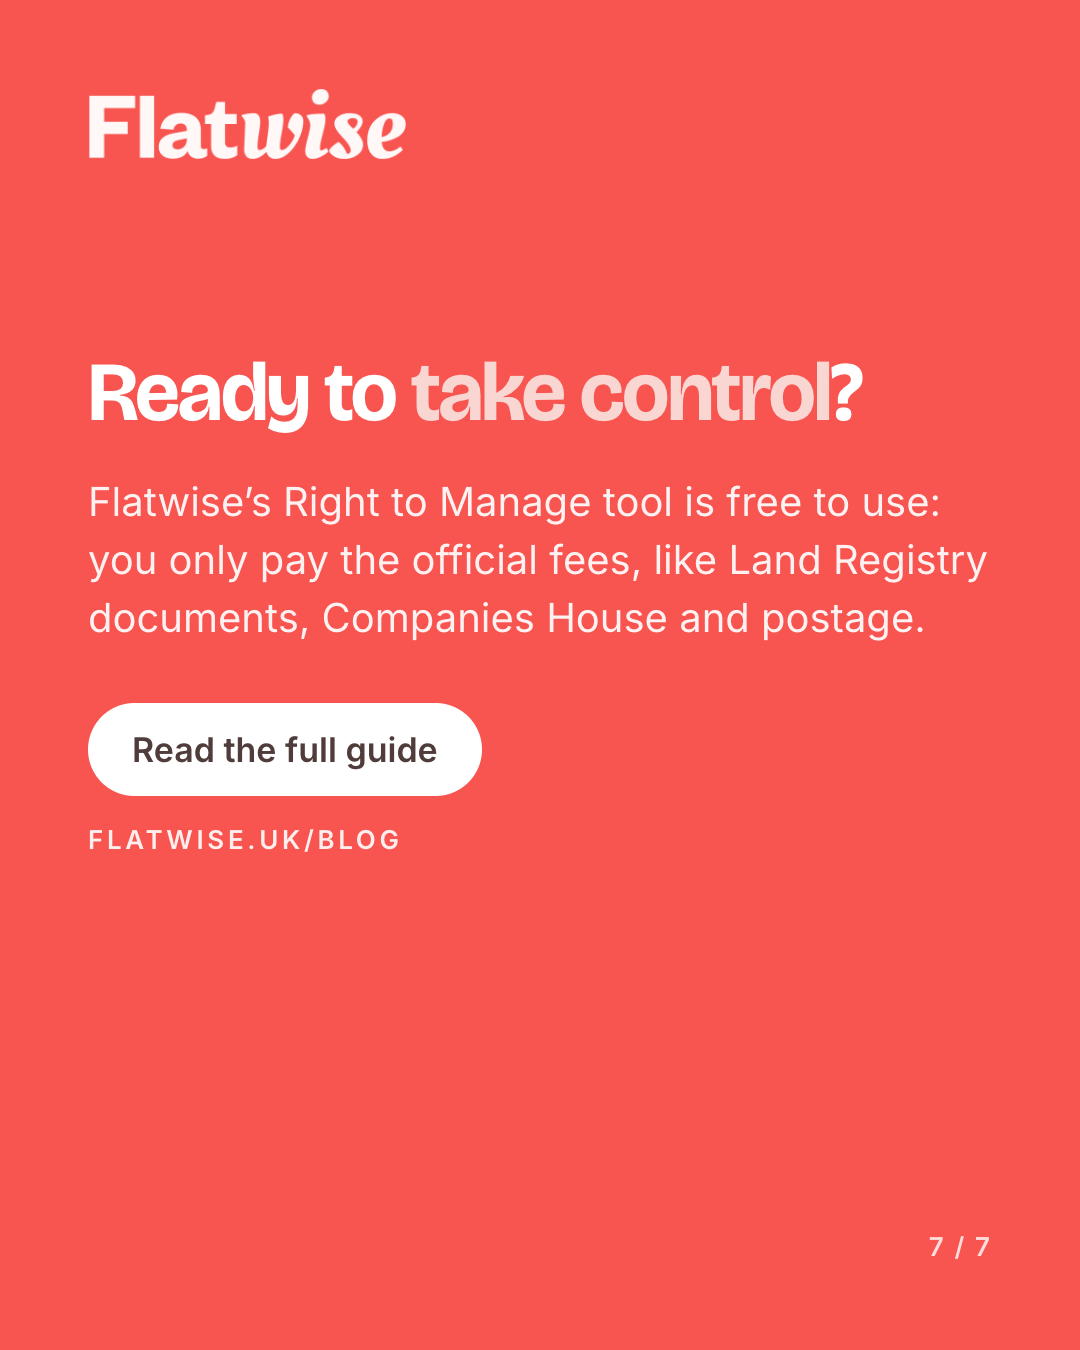 Flatwise
Ready to take control?
Flatwise’s Right to Manage tool is free to use:
you only pay the official fees, like Land Registry
documents, Companies House and postage.
Read the full guide
FLATWISE.UK/BLOG
7 / 7